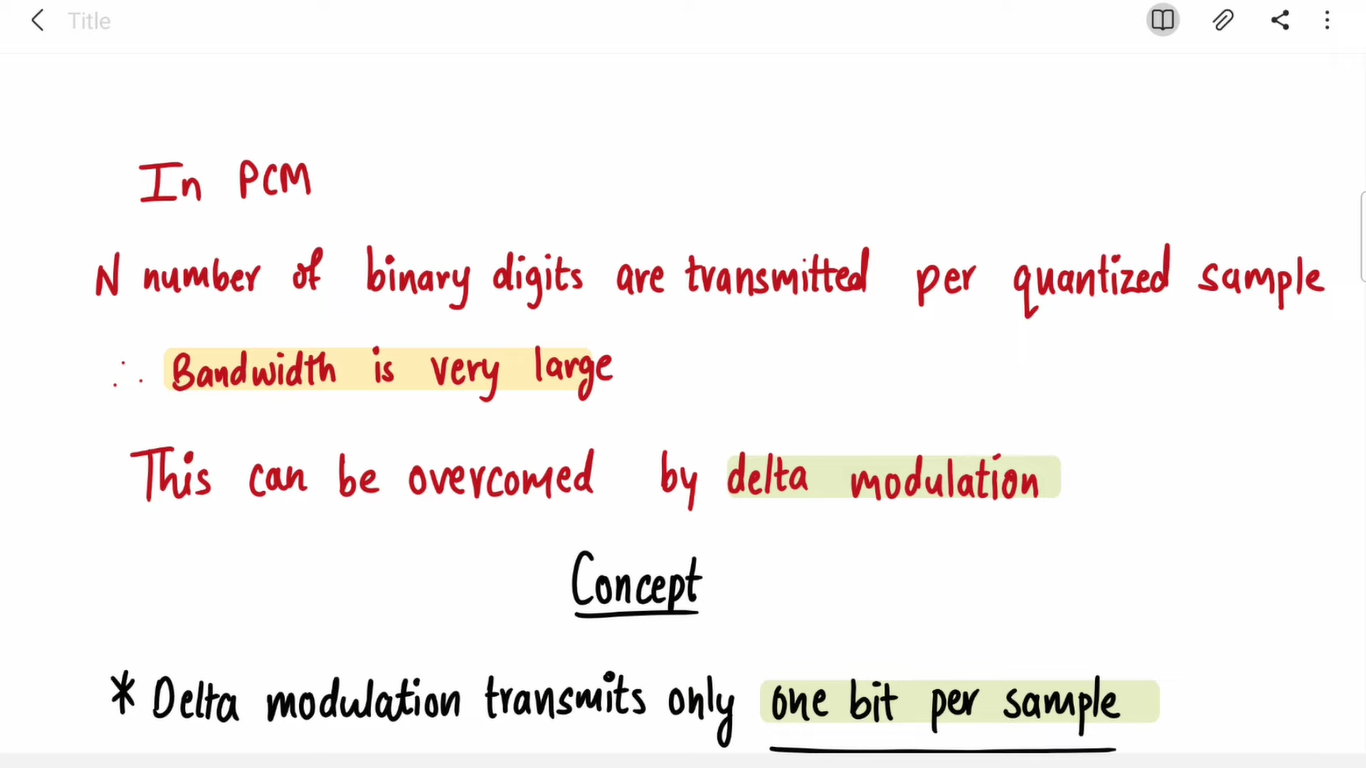 Title
In PCM
N number of binary digits are transmitted per quantized sample
∴ Bandwidth is very large
This can be overcomed by delta modulation
Concept
* Delta modulation transmits only one bit per sample